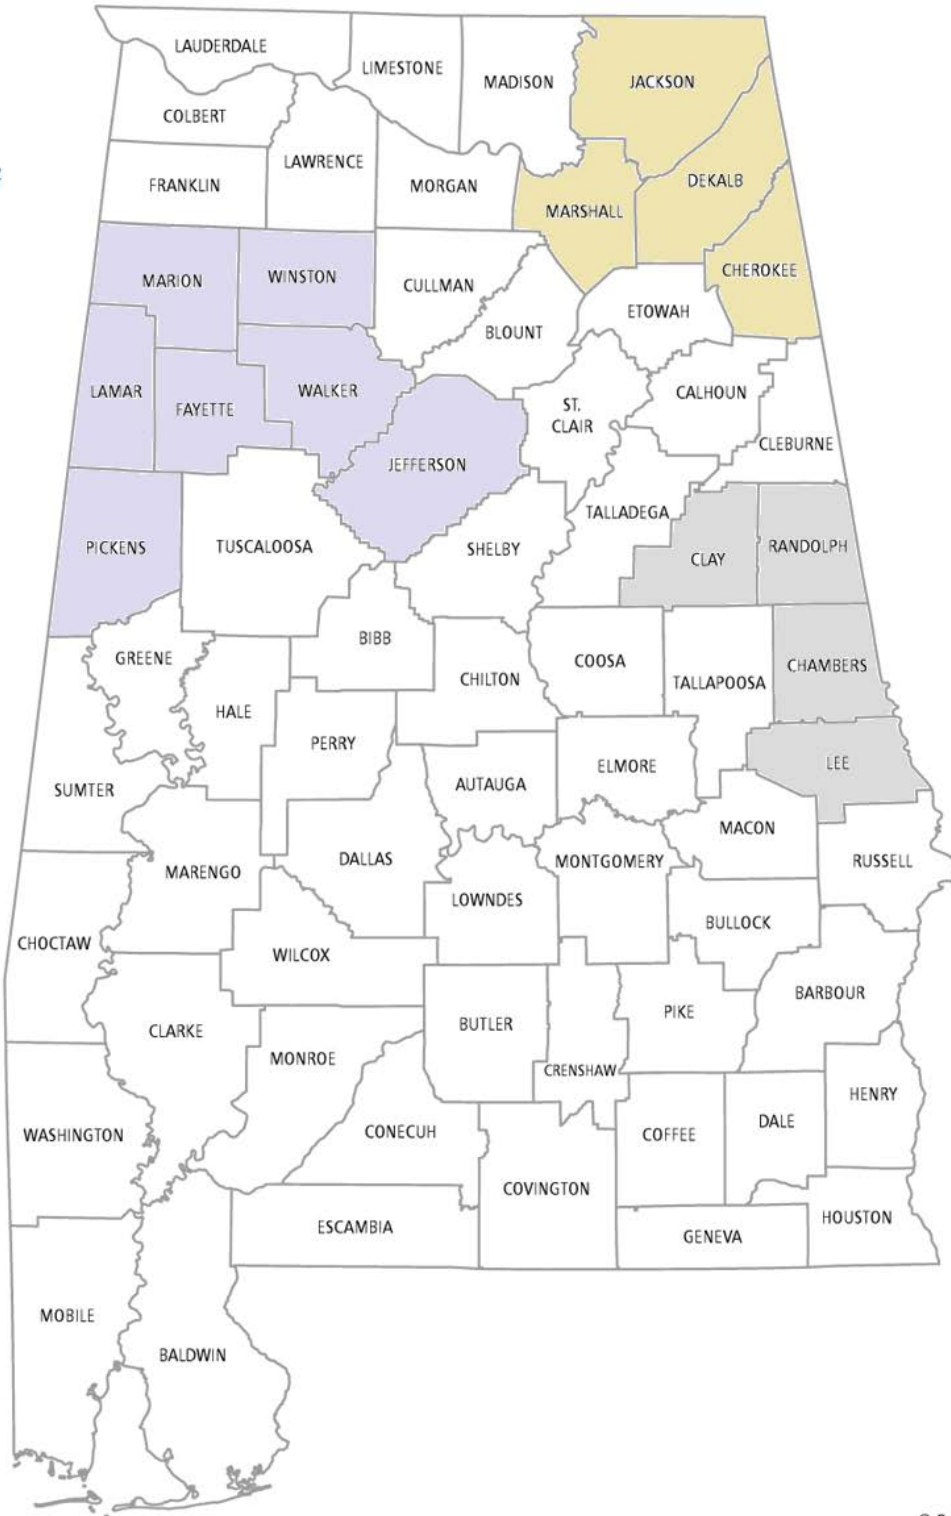 LAUDERDALE
LIMESTONE
MADISON
JACKSON
COLBERT
LAWRENCE
FRANKLIN
MORGAN
DEKALB
MARSHALL
CHEROKEE
MARION
WINSTON
CULLMAN
ETOWAH
BLOUNT
LAMAR
FAYETTE
WALKER
CALHOUN
ST.
CLAIR
CLEBURNE
JEFFERSON
TALLADEGA
PICKENS
TUSCALOOSA
SHELBY
CLAY
RANDOLPH
BIBB
GREENE
COOSA
CHAMBERS
CHILTON
TALLAPOOSA
HALE
PERRY
ELMORE
LEE
SUMTER
AUTAUGA
MACON
MARENGO
DALLAS
MONTGOMERY
RUSSELL
LOWNDES
BULLOCK
CHOCTAW
WILCOX
BARBOUR
CLARKE
BUTLER
PIKE
MONROE
CRENSHAW
HENRY
WASHINGTON
CONECUH
COFFEE
DALE
COVINGTON
ESCAMBIA
GENEVA
HOUSTON
MOBILE
BALDWIN